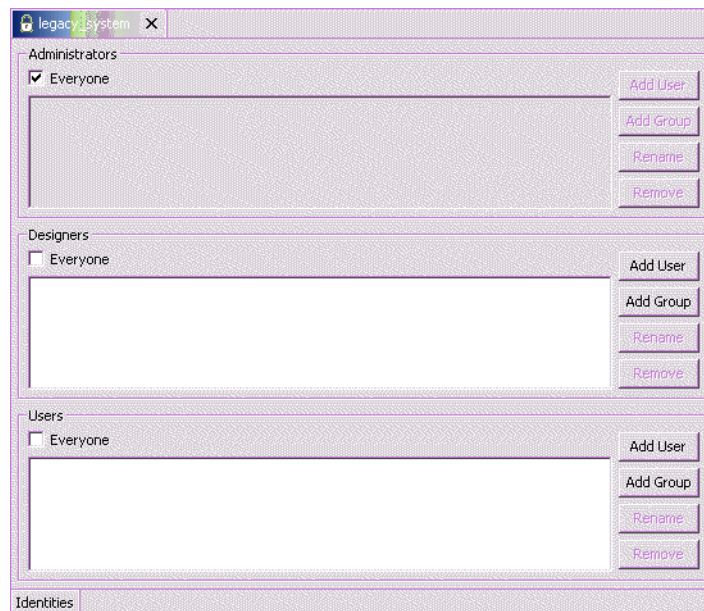 legacy_system
Administrators
Everyone
Add User
Add Group
Rename
Remove
Designers
Everyone
Add User
Add Group
Rename
Remove
Users
Everyone
Add User
Add Group
Rename
Remove
Identities